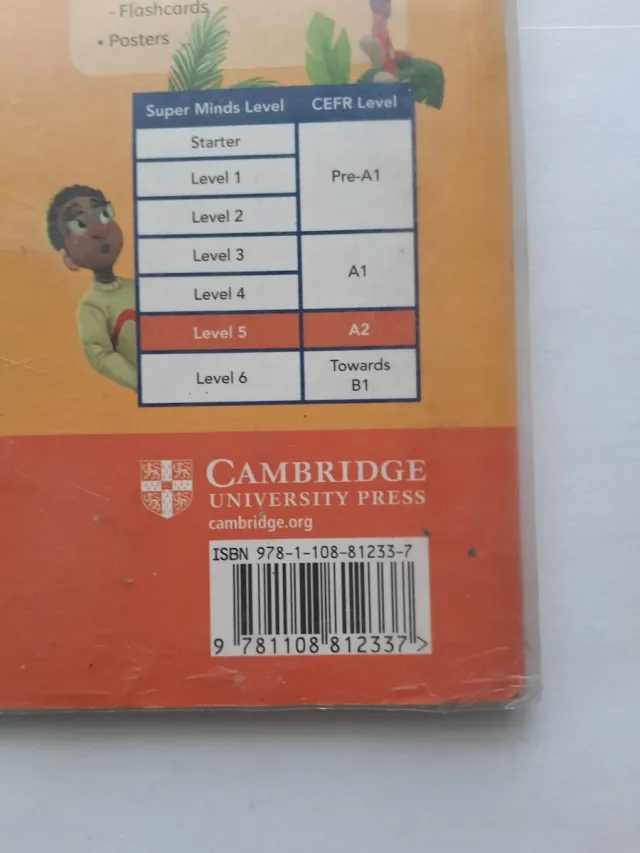 - Flashcards
• Posters
Super Minds Level CEFR Level
Starter
Level 1
Level 2
Pre-A1
Level 3
Level 4
A1
Level 5 A2
Level 6
Towards
B1
CAMBRIDGE
UNIVERSITY PRESS
cambridge.org
ISBN 978-1-108-81233-7
9 781108 812337 >